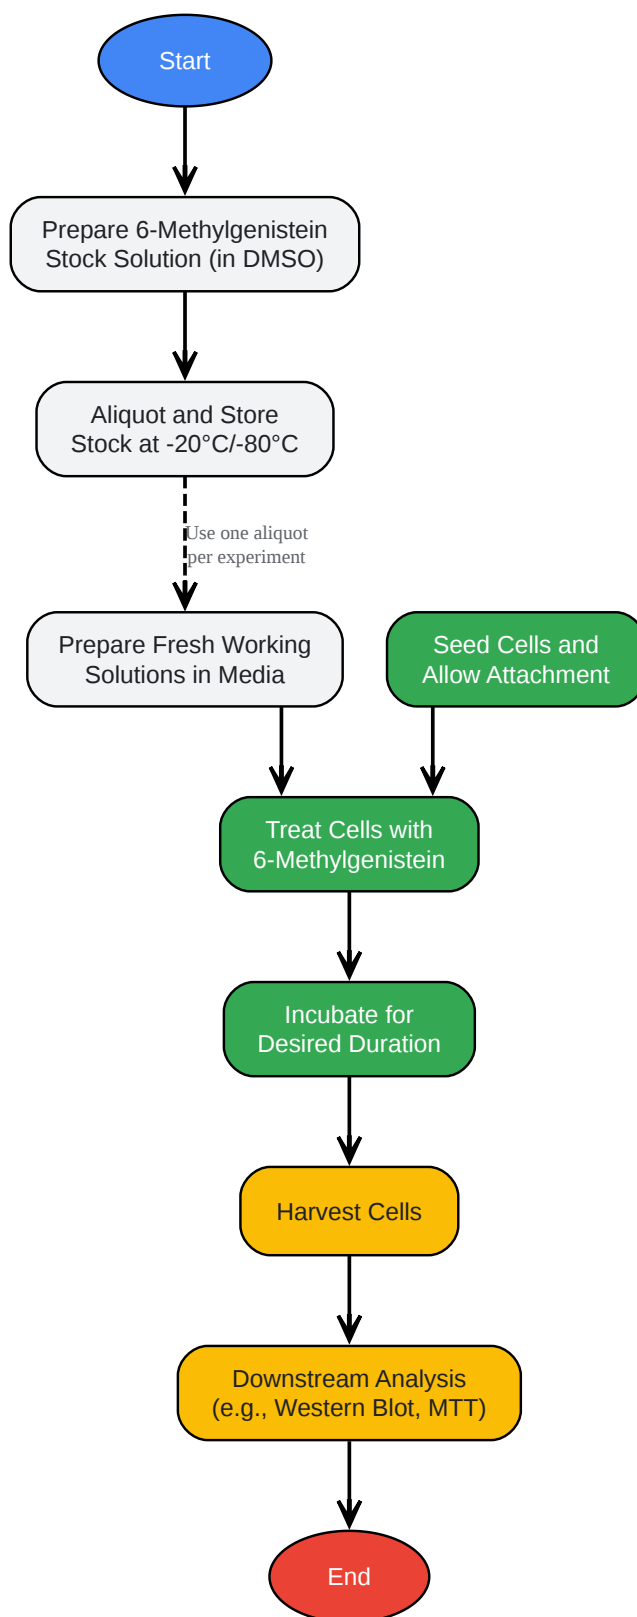 Start
Prepare 6-Methylgenistein
Stock Solution (in DMSO)
Aliquot and Store
Stock at -20°C/-80°C
Use one aliquot
per experiment
Prepare Fresh Working
Solutions in Media
Seed Cells and
Allow Attachment
Treat Cells with
6-Methylgenistein
Incubate for
Desired Duration
Harvest Cells
Downstream Analysis
(e.g., Western Blot, MTT)
End